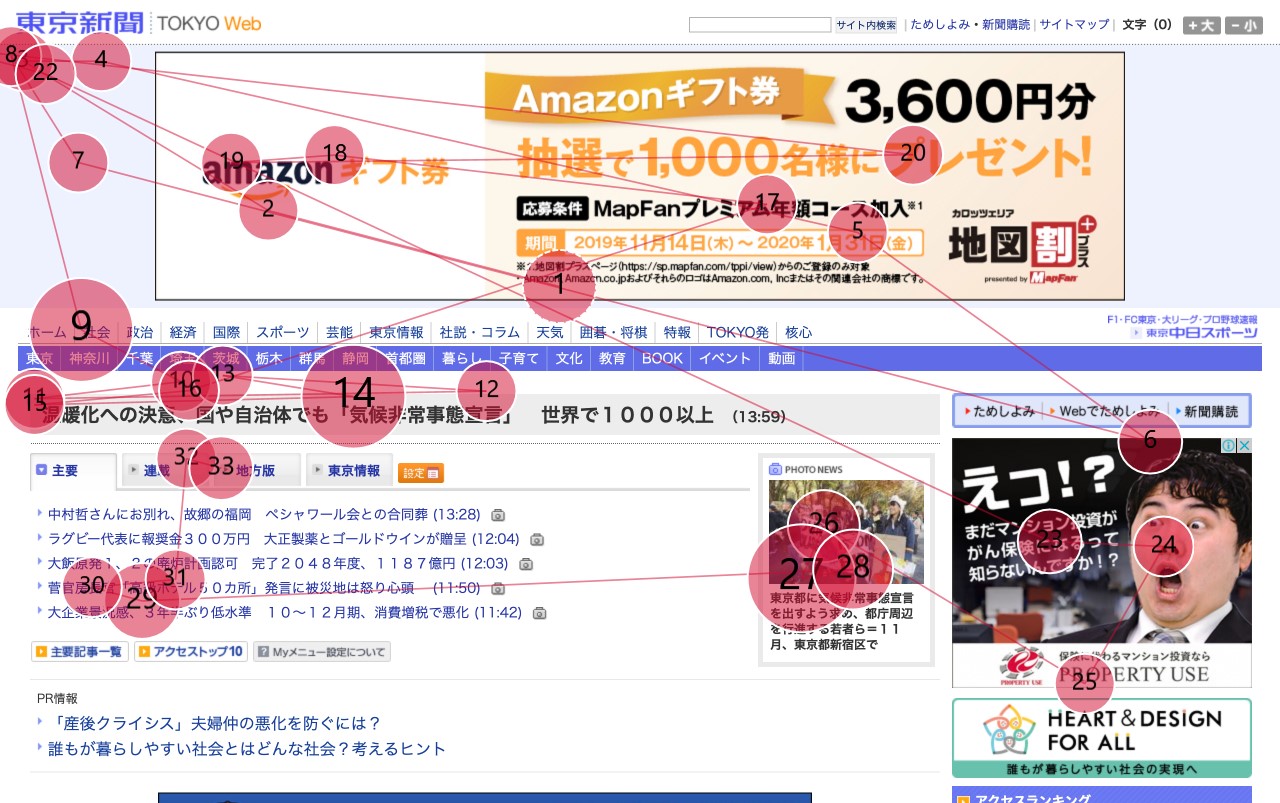 東京新聞 TOKYO Web
サイト内検索 ためしよみ・新聞購読 サイトマップ 文字 (0) + 大 − 小
Amazonギフト券 3,600円分
抽選で1,000名様にプレゼント!
amazon ギフト券
応募条件 MapFanプレミアム年額コース加入※1
期間 2019年11月14日(木)～2020年1月31日(金)
地図割プラスページ(https://sp.mapfan.com/tppi/view)からのご登録のみ対象
Amazon、Amazon.co.jpおよびそれらのロゴはAmazon.com, Incまたはその関連会社の商標です。
カロッツェリア
地図割+プラス
presented by MapFan
ホーム 社会 政治 経済 国際 スポーツ 芸能 東京情報 社説・コラム 天気 囲碁・将棋 特報 TOKYO発 核心
F1・FC東京・大リーグ・プロ野球速報
東京中日スポーツ
東京 神奈川 千葉 埼玉 茨城 栃木 群馬 静岡 首都圏 暮らし 子育て 文化 教育 BOOK イベント 動画
温暖化への決意、国や自治体でも「気候非常事態宣言」 世界で１０００以上 (13:59)
ためしよみ Webでためしよみ 新聞購読
主要 連載 地方版 東京情報 設定
中村哲さんにお別れ、故郷の福岡 ペシャワール会との合同葬 (13:28)
ラグビー代表に報奨金３００万円 大正製薬とゴールドウインが贈呈 (12:04)
大飯原発１、２の廃炉計画認可 完了２０４８年度、１１８７億円 (12:03)
菅官房長官「高級ホテル５０カ所」発言に被災地は怒り心頭 (11:50)
大企業景況感、３年半ぶり低水準 １０～１２月期、消費増税で悪化 (11:42)
主要記事一覧 アクセストップ10 Myメニュー設定について
PHOTO NEWS
東京都に気候非常事態宣言
を出すよう求め、都庁周辺
を行進する若者ら＝１１
月、東京都新宿区で
えコ!?
まだマンション投資が
がん保険になるって
知らないんですか!?
保険に代わるマンション投資なら
PROPERTY USE PROPERTY USE
PR情報
「産後クライシス」夫婦仲の悪化を防ぐには？
誰もが暮らしやすい社会とはどんな社会？考えるヒント
HEART & DESIGN
FOR ALL
誰もが暮らしやすい社会の実現へ
アクセスランキング
8
22
4
7
19
18
2
20
17
5
1
9
10
13
16
15
14
12
6
32
33
26
27
28
23
24
25
30
29
31